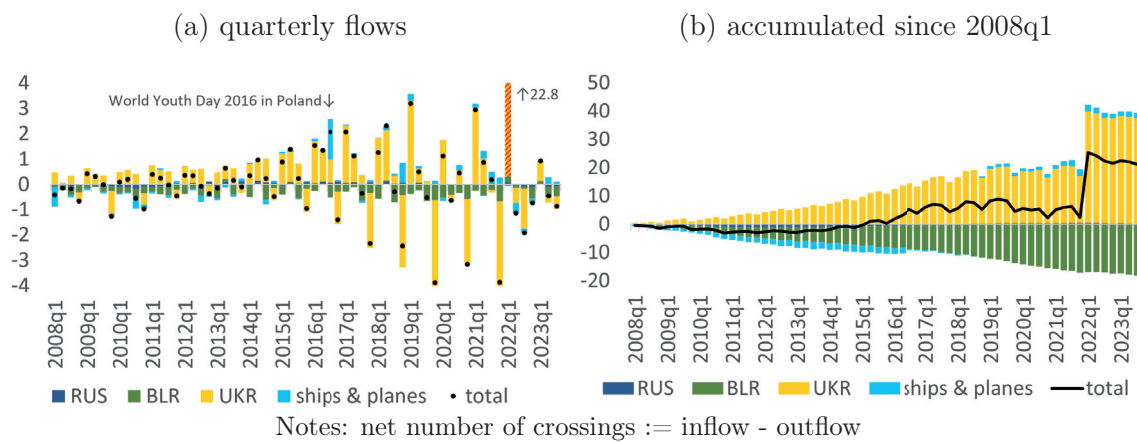 (a) quarterly flows
(b) accumulated since 2008q1
4
3
2
1
0
-1
-2
-3
-4
World Youth Day 2016 in Poland↓
↑22.8
2008q1
2009q1
2010q1
2011q1
2012q1
2013q1
2014q1
2015q1
2016q1
2017q1
2018q1
2019q1
2020q1
2021q1
2022q1
2023q1
RUS BLR UKR ships & planes total
50
40
30
20
10
0
-10
-20
2008q1
2009q1
2010q1
2011q1
2012q1
2013q1
2014q1
2015q1
2016q1
2017q1
2018q1
2019q1
2020q1
2021q1
2022q1
2023q1
RUS BLR UKR ships & planes total
Notes: net number of crossings := inflow - outflow